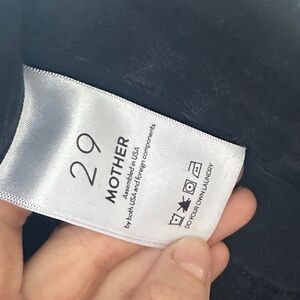 29
MOTHER
Assembled in USA
by both USA and foreign components
DO YOUR OWN LAUNDRY